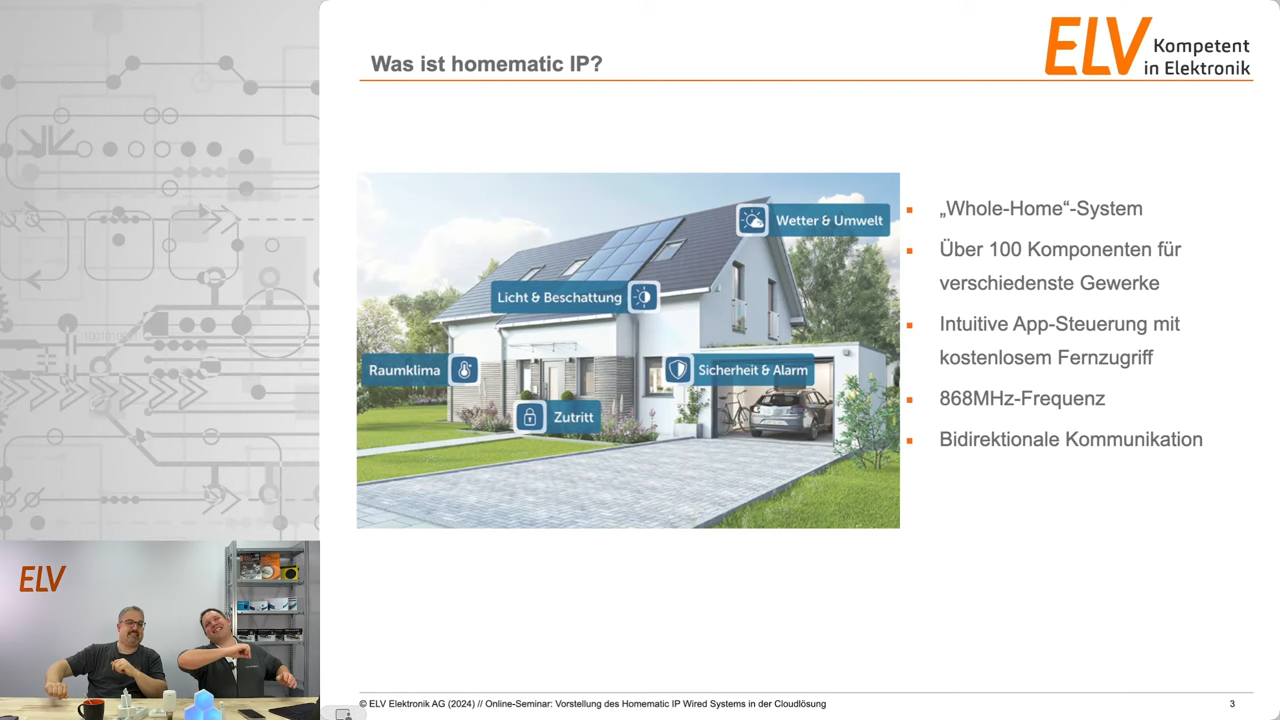 Was ist homematic IP?
ELV Kompetent
in Elektronik
Wetter & Umwelt
Licht & Beschattung
Raumklima
Sicherheit & Alarm
Zutritt
„Whole-Home“-System
Über 100 Komponenten für
verschiedenste Gewerke
Intuitive App-Steuerung mit
kostenlosem Fernzugriff
868MHz-Frequenz
Bidirektionale Kommunikation
ELV
© ELV Elektronik AG (2024) // Online-Seminar: Vorstellung des Homematic IP Wired Systems in der Cloudlösung
3